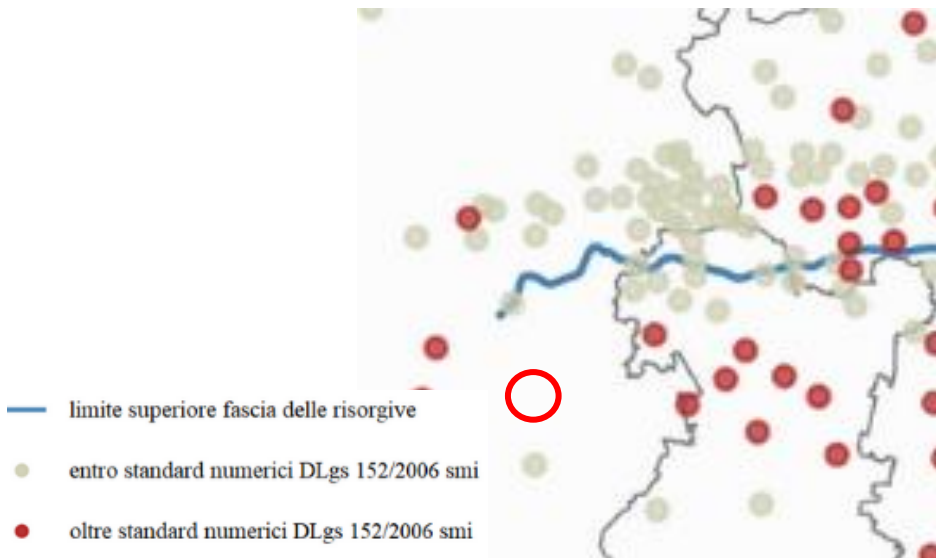 limite superiore fascia delle risorgive
entro standard numerici DLgs 152/2006 smi
oltre standard numerici DLgs 152/2006 smi